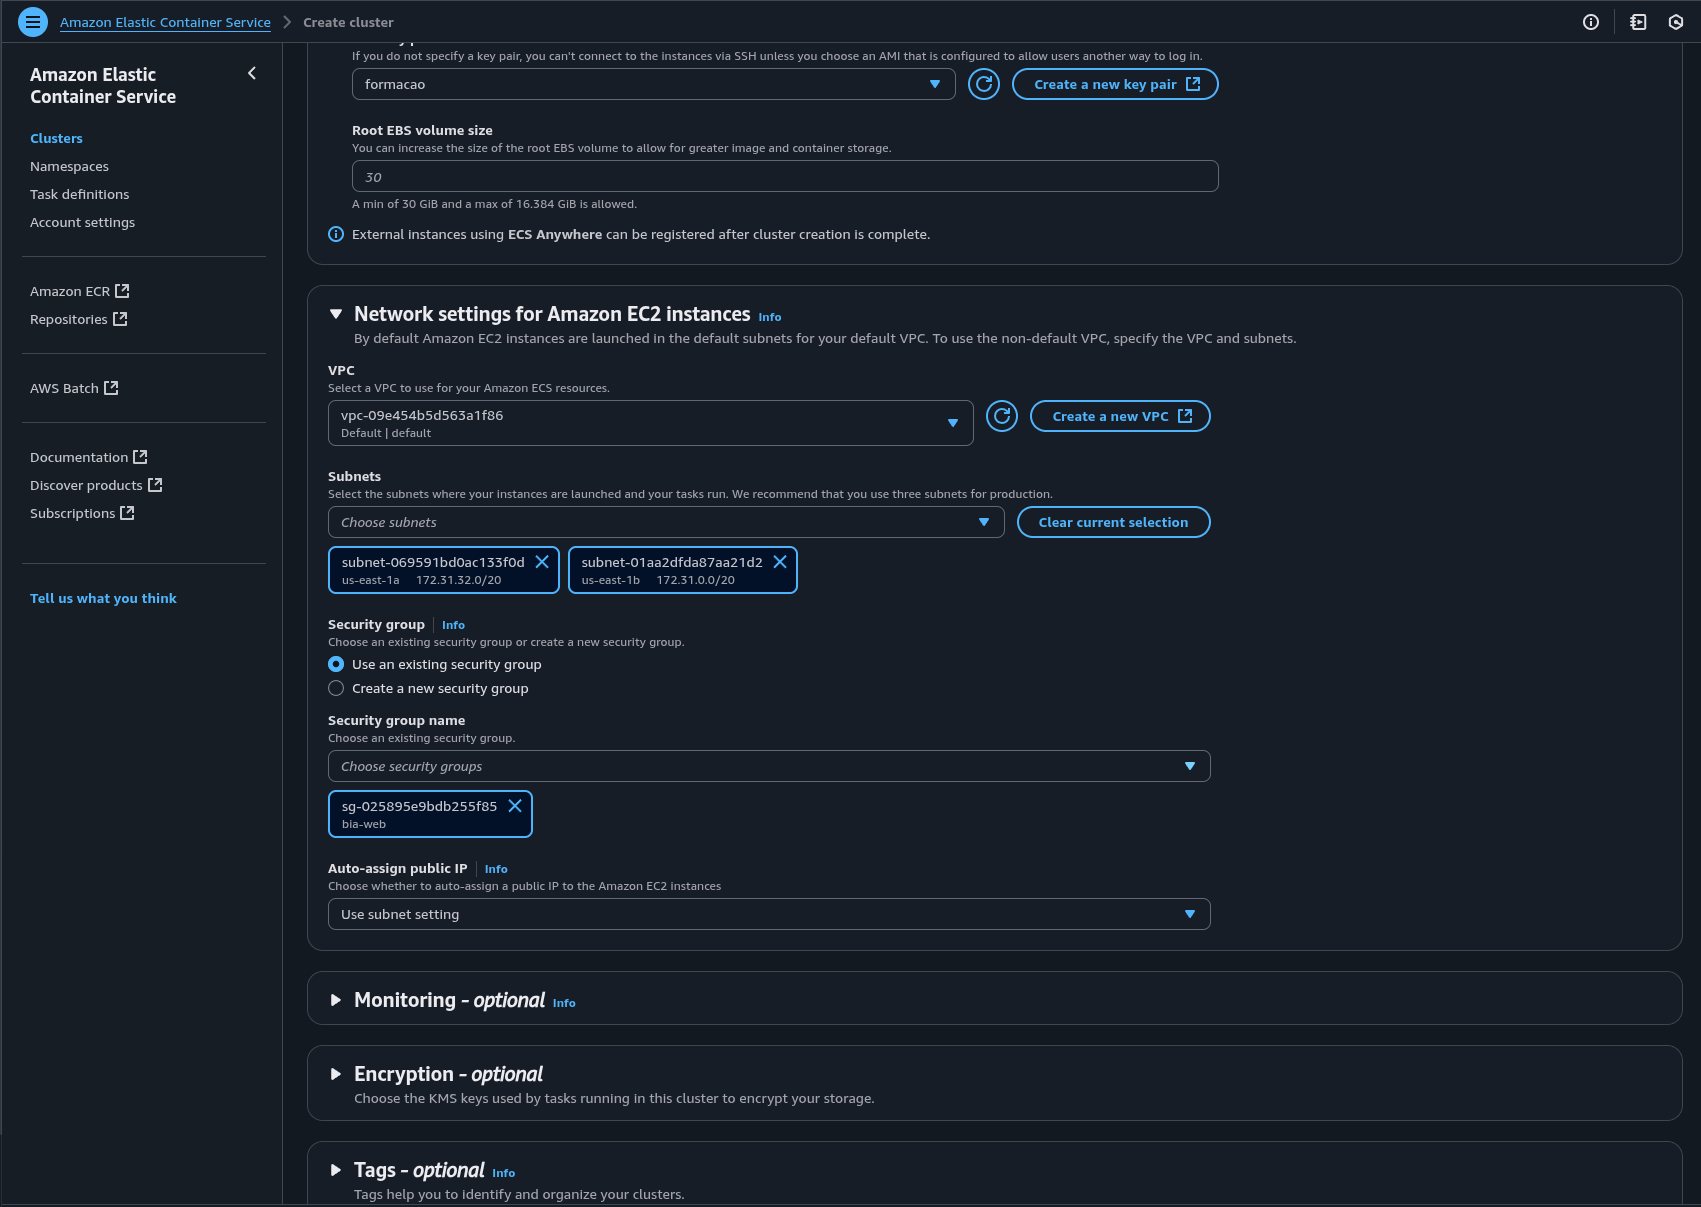 Amazon Elastic Container Service > Create cluster
Amazon Elastic
Container Service
Clusters
Namespaces
Task definitions
Account settings
Amazon ECR
Repositories
AWS Batch
Documentation
Discover products
Subscriptions
Tell us what you think
If you do not specify a key pair, you can't connect to the instances via SSH unless you choose an AMI that is configured to allow users another way to log in.
formacao
Create a new key pair
Root EBS volume size
You can increase the size of the root EBS volume to allow for greater image and container storage.
30
A min of 30 GiB and a max of 16.384 GiB is allowed.
External instances using ECS Anywhere can be registered after cluster creation is complete.
Network settings for Amazon EC2 instances Info
By default Amazon EC2 instances are launched in the default subnets for your default VPC. To use the non-default VPC, specify the VPC and subnets.
VPC
Select a VPC to use for your Amazon ECS resources.
vpc-09e454b5d563a1f86
Default | default
Create a new VPC
Subnets
Select the subnets where your instances are launched and your tasks run. We recommend that you use three subnets for production.
Choose subnets
Clear current selection
subnet-069591bd0ac133f0d
us-east-1a 172.31.32.0/20
subnet-01aa2dfda87aa21d2
us-east-1b 172.31.0.0/20
Security group | Info
Choose an existing security group or create a new security group.
Use an existing security group
Create a new security group
Security group name
Choose an existing security group.
Choose security groups
sg-025895e9bdb255f85
bia-web
Auto-assign public IP | Info
Choose whether to auto-assign a public IP to the Amazon EC2 instances
Use subnet setting
Monitoring - optional Info
Encryption - optional
Choose the KMS keys used by tasks running in this cluster to encrypt your storage.
Tags - optional Info
Tags help you to identify and organize your clusters.